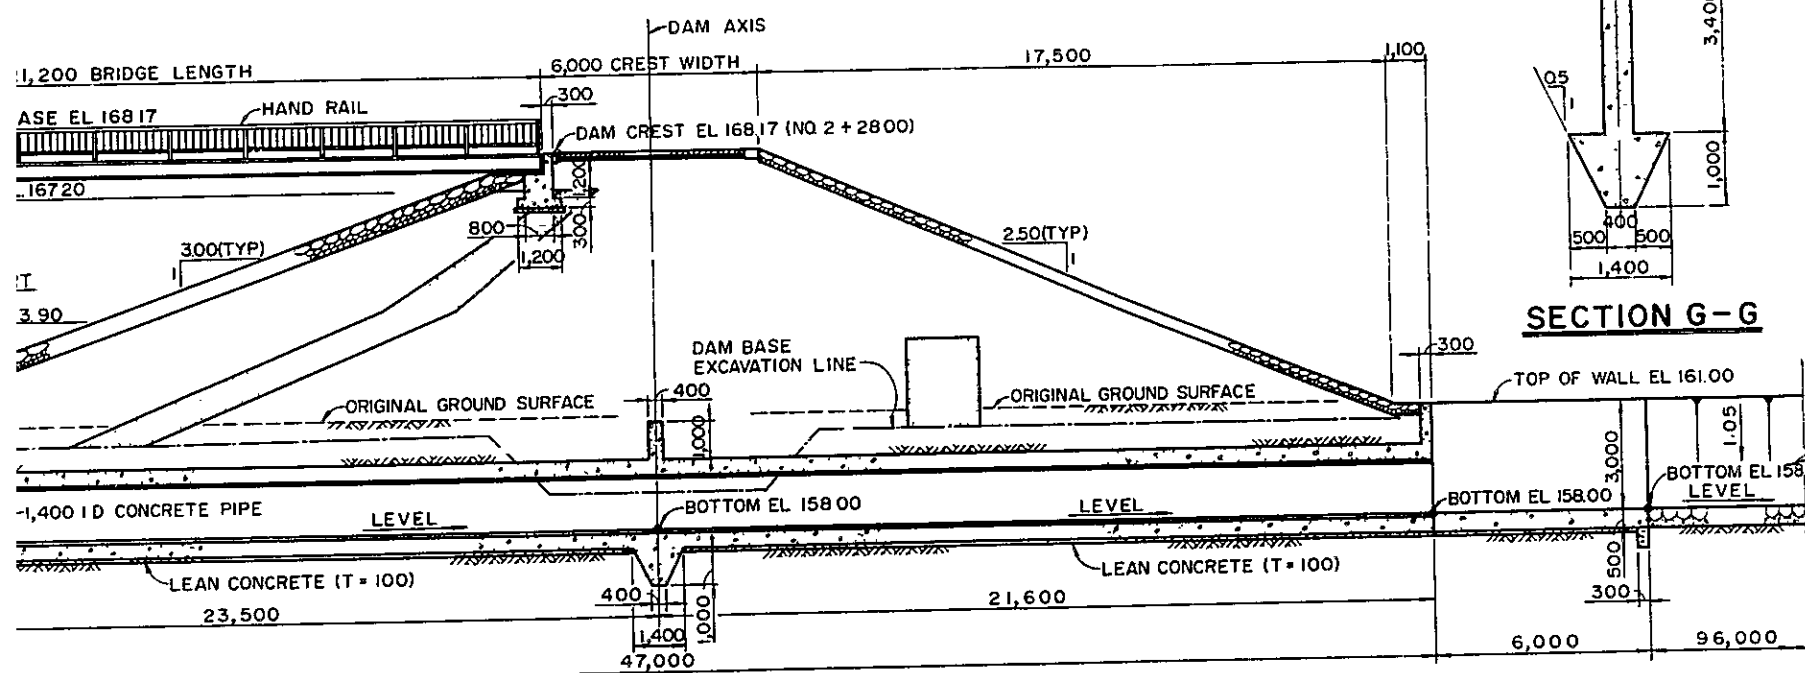 DAM AXIS
3,40
1,200 BRIDGE LENGTH
6,000 CREST WIDTH
17,500
1,100
300
0.5
1
ASE EL 168 17
HAND RAIL
DAM CREST EL 168.17 (NO. 2 + 28 00)
1,000
1,200
16720
300
800
1,200
400
500
500
1,400
3.00(TYP)
1
2.50(TYP)
1
SECTION G-G
3.90
DAM BASE
EXCAVATION LINE
300
TOP OF WALL EL 161.00
400
ORIGINAL GROUND SURFACE
ORIGINAL GROUND SURFACE
1,000
3,000
1.05
BOTTOM EL 158
LEVEL
1,400 I D CONCRETE PIPE
LEVEL
BOTTOM EL 158 00
LEVEL
BOTTOM EL 158.00
LEAN CONCRETE (T = 100)
LEAN CONCRETE (T = 100)
500
400
1,000
300
23,500
1,400
21,600
47,000
6,000
96,000